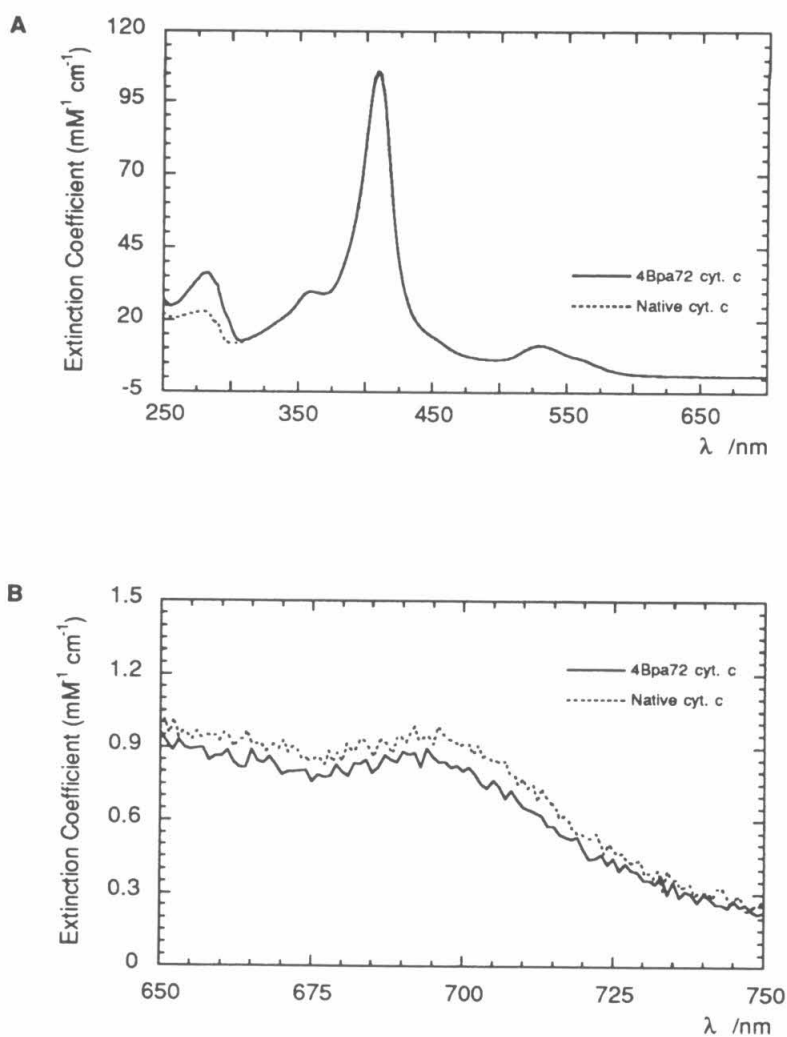 A
Extinction Coefficient (mM⁻¹ cm⁻¹)
120
95
70
45
20
-5
4Bpa72 cyt. c
Native cyt. c
250
350
450
550
650
λ /nm
B
Extinction Coefficient (mM⁻¹ cm⁻¹)
1.5
1.2
0.9
0.6
0.3
0
4Bpa72 cyt. c
Native cyt. c
650
675
700
725
750
λ /nm